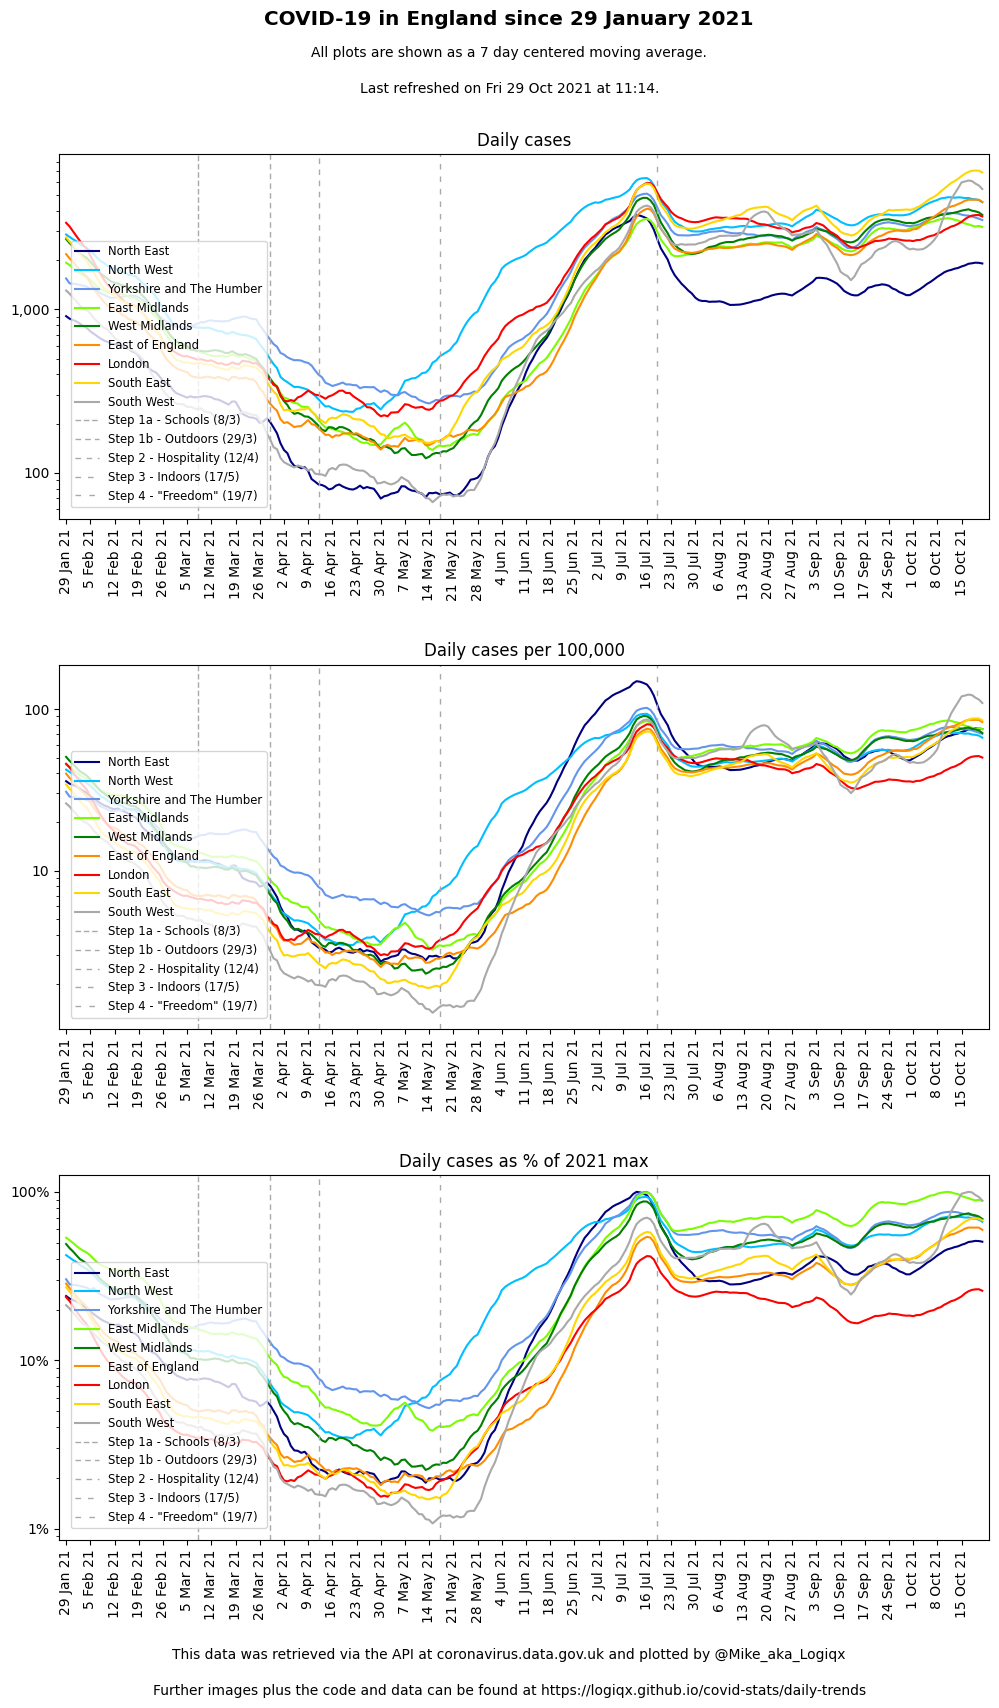 COVID-19 in England since 29 January 2021
All plots are shown as a 7 day centered moving average.
Last refreshed on Fri 29 Oct 2021 at 11:14.
Daily cases
1,000
100
North East
North West
Yorkshire and The Humber
East Midlands
West Midlands
East of England
London
South East
South West
Step 1a - Schools (8/3)
Step 1b - Outdoors (29/3)
Step 2 - Hospitality (12/4)
Step 3 - Indoors (17/5)
Step 4 - "Freedom" (19/7)
29 Jan 21
5 Feb 21
12 Feb 21
19 Feb 21
26 Feb 21
5 Mar 21
12 Mar 21
19 Mar 21
26 Mar 21
2 Apr 21
9 Apr 21
16 Apr 21
23 Apr 21
30 Apr 21
7 May 21
14 May 21
21 May 21
28 May 21
4 Jun 21
11 Jun 21
18 Jun 21
25 Jun 21
2 Jul 21
9 Jul 21
16 Jul 21
23 Jul 21
30 Jul 21
6 Aug 21
13 Aug 21
20 Aug 21
27 Aug 21
3 Sep 21
10 Sep 21
17 Sep 21
24 Sep 21
1 Oct 21
8 Oct 21
15 Oct 21
Daily cases per 100,000
100
10
North East
North West
Yorkshire and The Humber
East Midlands
West Midlands
East of England
London
South East
South West
Step 1a - Schools (8/3)
Step 1b - Outdoors (29/3)
Step 2 - Hospitality (12/4)
Step 3 - Indoors (17/5)
Step 4 - "Freedom" (19/7)
29 Jan 21
5 Feb 21
12 Feb 21
19 Feb 21
26 Feb 21
5 Mar 21
12 Mar 21
19 Mar 21
26 Mar 21
2 Apr 21
9 Apr 21
16 Apr 21
23 Apr 21
30 Apr 21
7 May 21
14 May 21
21 May 21
28 May 21
4 Jun 21
11 Jun 21
18 Jun 21
25 Jun 21
2 Jul 21
9 Jul 21
16 Jul 21
23 Jul 21
30 Jul 21
6 Aug 21
13 Aug 21
20 Aug 21
27 Aug 21
3 Sep 21
10 Sep 21
17 Sep 21
24 Sep 21
1 Oct 21
8 Oct 21
15 Oct 21
Daily cases as % of 2021 max
100%
10%
1%
North East
North West
Yorkshire and The Humber
East Midlands
West Midlands
East of England
London
South East
South West
Step 1a - Schools (8/3)
Step 1b - Outdoors (29/3)
Step 2 - Hospitality (12/4)
Step 3 - Indoors (17/5)
Step 4 - "Freedom" (19/7)
29 Jan 21
5 Feb 21
12 Feb 21
19 Feb 21
26 Feb 21
5 Mar 21
12 Mar 21
19 Mar 21
26 Mar 21
2 Apr 21
9 Apr 21
16 Apr 21
23 Apr 21
30 Apr 21
7 May 21
14 May 21
21 May 21
28 May 21
4 Jun 21
11 Jun 21
18 Jun 21
25 Jun 21
2 Jul 21
9 Jul 21
16 Jul 21
23 Jul 21
30 Jul 21
6 Aug 21
13 Aug 21
20 Aug 21
27 Aug 21
3 Sep 21
10 Sep 21
17 Sep 21
24 Sep 21
1 Oct 21
8 Oct 21
15 Oct 21
This data was retrieved via the API at coronavirus.data.gov.uk and plotted by @Mike_aka_Logiqx
Further images plus the code and data can be found at https://logiqx.github.io/covid-stats/daily-trends